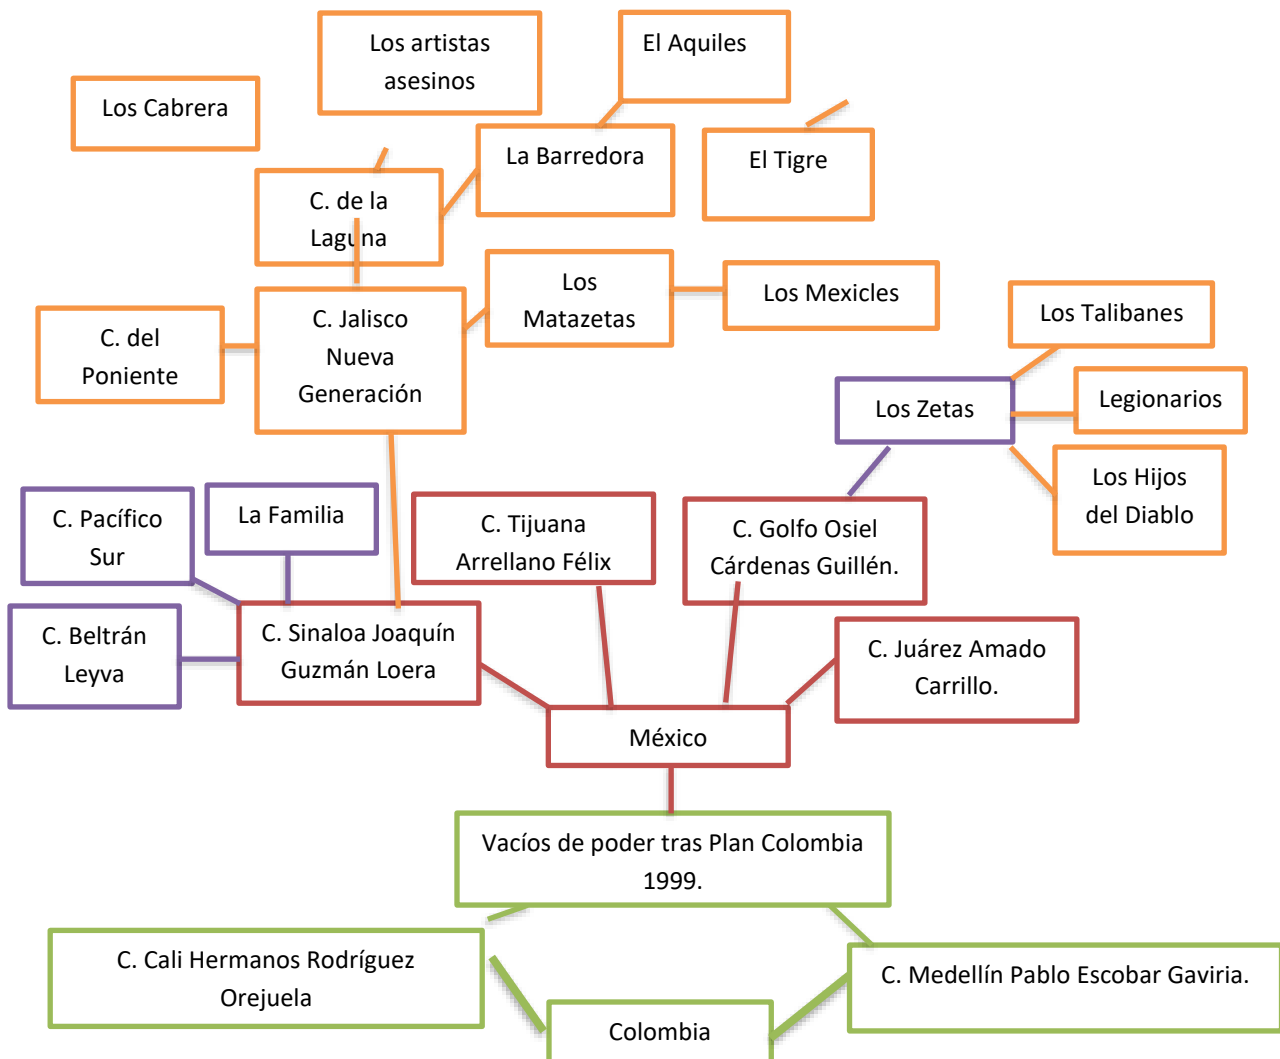 Los artistas
asesinos
El Aquiles
Los Cabrera
La Barredora
El Tigre
C. de la
Laguna
Los
Matazetas
Los Mexicles
C. del
Poniente
C. Jalisco
Nueva
Generación
Los Talibanes
Los Zetas
Legionarios
Los Hijos
del Diablo
C. Pacífico
Sur
La Familia
C. Tijuana
Arrellano Félix
C. Golfo Osiel
Cárdenas Guillén.
C. Beltrán
Leyva
C. Sinaloa Joaquín
Guzmán Loera
C. Juárez Amado
Carrillo.
México
Vacíos de poder tras Plan Colombia
1999.
C. Cali Hermanos Rodríguez
Orejuela
C. Medellín Pablo Escobar Gaviria.
Colombia